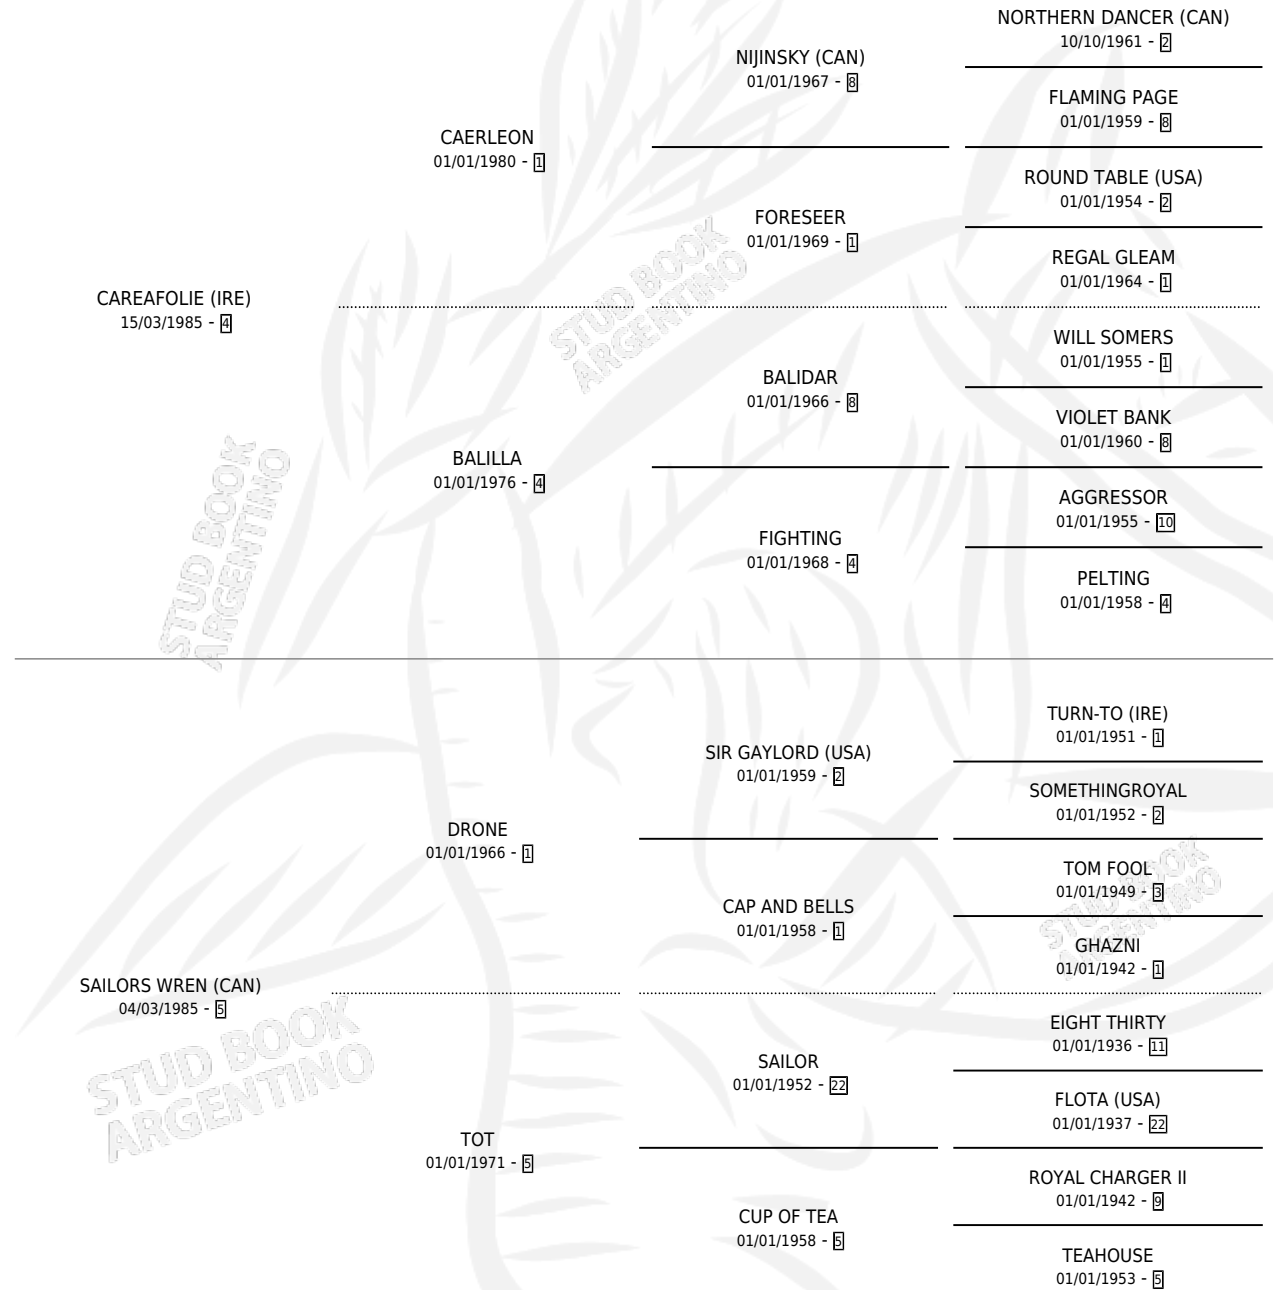 NORTHERN DANCER (CAN)
10/10/1961 - 2
NIJINSKY (CAN)
01/01/1967 - 8
FLAMING PAGE
01/01/1959 - 8
CAERLEON
01/01/1980 - 1
ROUND TABLE (USA)
01/01/1954 - 2
FORESEER
01/01/1969 - 1
REGAL GLEAM
01/01/1964 - 1
CAREAFOLIE (IRE)
15/03/1985 - 4
STUD BOOK
ARGENTINO
WILL SOMERS
01/01/1955 - 1
BALIDAR
01/01/1966 - 8
VIOLET BANK
01/01/1960 - 8
BALILLA
01/01/1976 - 4
AGGRESSOR
01/01/1955 - 10
FIGHTING
01/01/1968 - 4
PELTING
01/01/1958 - 4
STUD BOOK
ARGENTINO
TURN-TO (IRE)
01/01/1951 - 1
SIR GAYLORD (USA)
01/01/1959 - 2
SOMETHINGROYAL
01/01/1952 - 2
DRONE
01/01/1966 - 1
TOM FOOL
01/01/1949 - 3
CAP AND BELLS
01/01/1958 - 1
STUD BOOK
ARGENTINO
GHAZNI
01/01/1942 - 1
SAILORS WREN (CAN)
04/03/1985 - 5
EIGHT THIRTY
01/01/1936 - 11
SAILOR
01/01/1952 - 22
FLOTA (USA)
01/01/1937 - 22
STUD BOOK
ARGENTINO
TOT
01/01/1971 - 5
ROYAL CHARGER II
01/01/1942 - 9
CUP OF TEA
01/01/1958 - 5
TEAHOUSE
01/01/1953 - 5